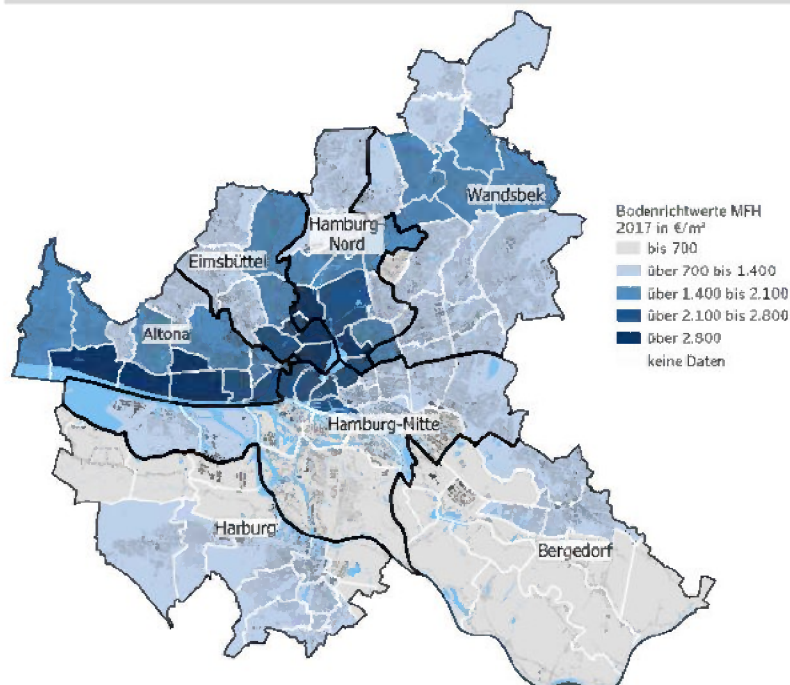 Wandsbek
Hamburg-
Nord
Eimsbüttel
Altona
Hamburg-Mitte
Harburg
Bergedorf
Bodenrichtwerte MFH
2017 in €/m²
bis 700
über 700 bis 1.400
über 1.400 bis 2.100
über 2.100 bis 2.800
über 2.800
keine Daten